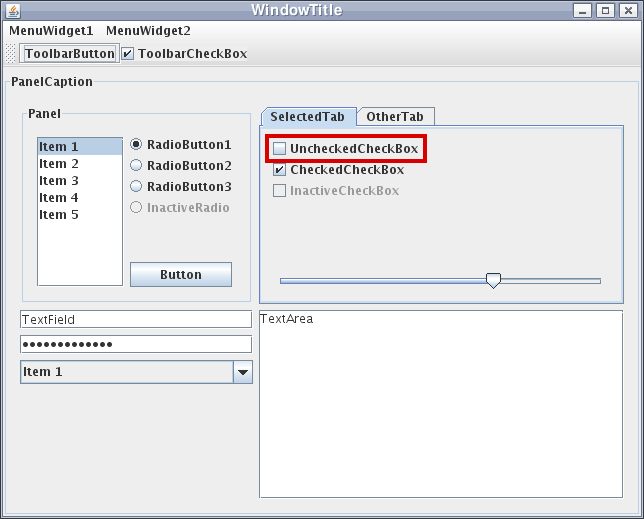 WindowTitle
MenuWidget1 MenuWidget2
ToolbarButton ToolbarCheckBox
PanelCaption
Panel
Item 1
Item 2
Item 3
Item 4
Item 5
RadioButton1
RadioButton2
RadioButton3
InactiveRadio
Button
SelectedTab OtherTab
UncheckedCheckBox
CheckedCheckBox
InactiveCheckBox
TextField
•••••••••••••
Item 1
TextArea